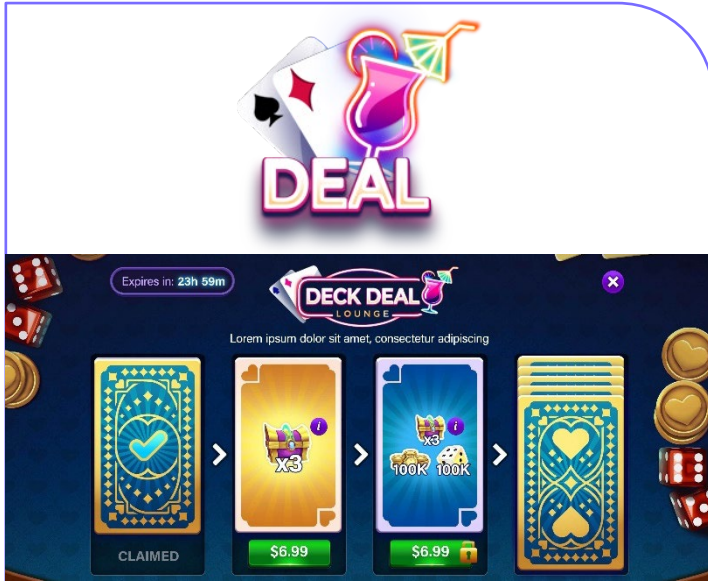 DEAL
Expires in: 23h 59m
DECK DEAL
LOUNGE
Lorem ipsum dolor sit amet, consectetur adipiscing
i
x3
i
x3
100K 100K
CLAIMED
$6.99
$6.99